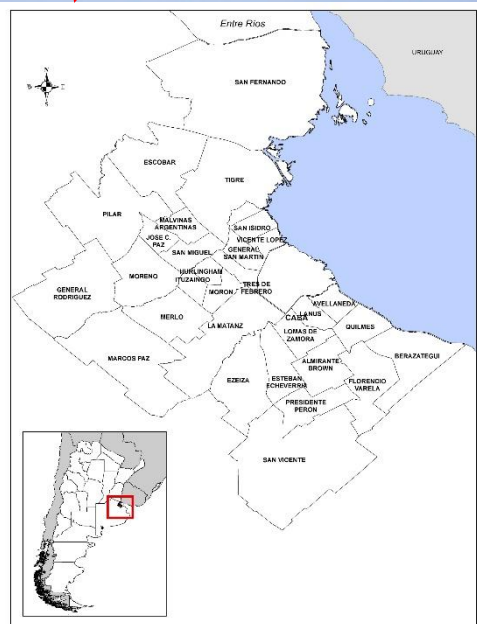 Entre Rios
URUGUAY
SAN FERNANDO
ESCOBAR
TIGRE
PILAR
MALVINAS
ARGENTINAS
SAN ISIDRO
JOSE C.
PAZ
VICENTE LOPEZ
GENERAL
SAN MARTIN
SAN MIGUEL
MORENO
HURLINGHAM
ITUZAINGO
GENERAL
RODRIGUEZ
MORON
TRES DE
FEBRERO
MERLO
AVELLANEDA
CABA
LANUS
LA MATANZ
QUILMES
LOMAS DE
ZAMORA
MARCOS PAZ
BERAZATEGUI
ALMIRANTE
BROWN
EZEIZA
ESTEBAN
ECHEVERRIA
FLORENCIO
VARELA
PRESIDENTE
PERON
SAN VICENTE